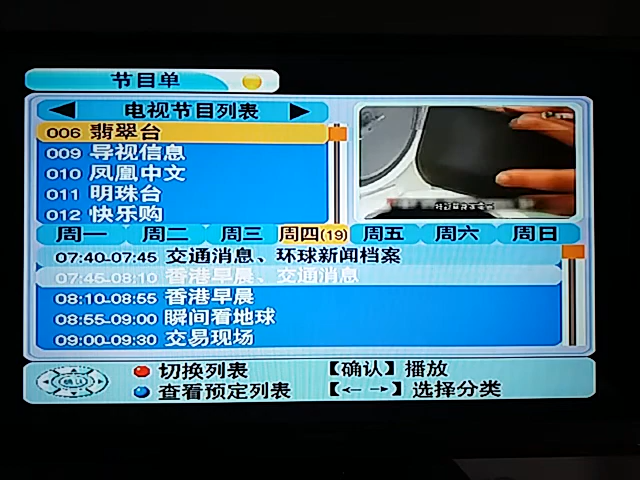 节目单
电视节目列表
006 翡翠台
009 导视信息
010 凤凰中文
011 明珠台
012 快乐购
周一 周二 周三 周四(19) 周五 周六 周日
07:40-07:45 交通消息、环球新闻档案
07:45-08:10 香港早晨、交通消息
08:10-08:55 香港早晨
08:55-09:00 瞬间看地球
09:00-09:30 交易现场
确认
切换列表 【确认】播放
查看预定列表 【←→】选择分类